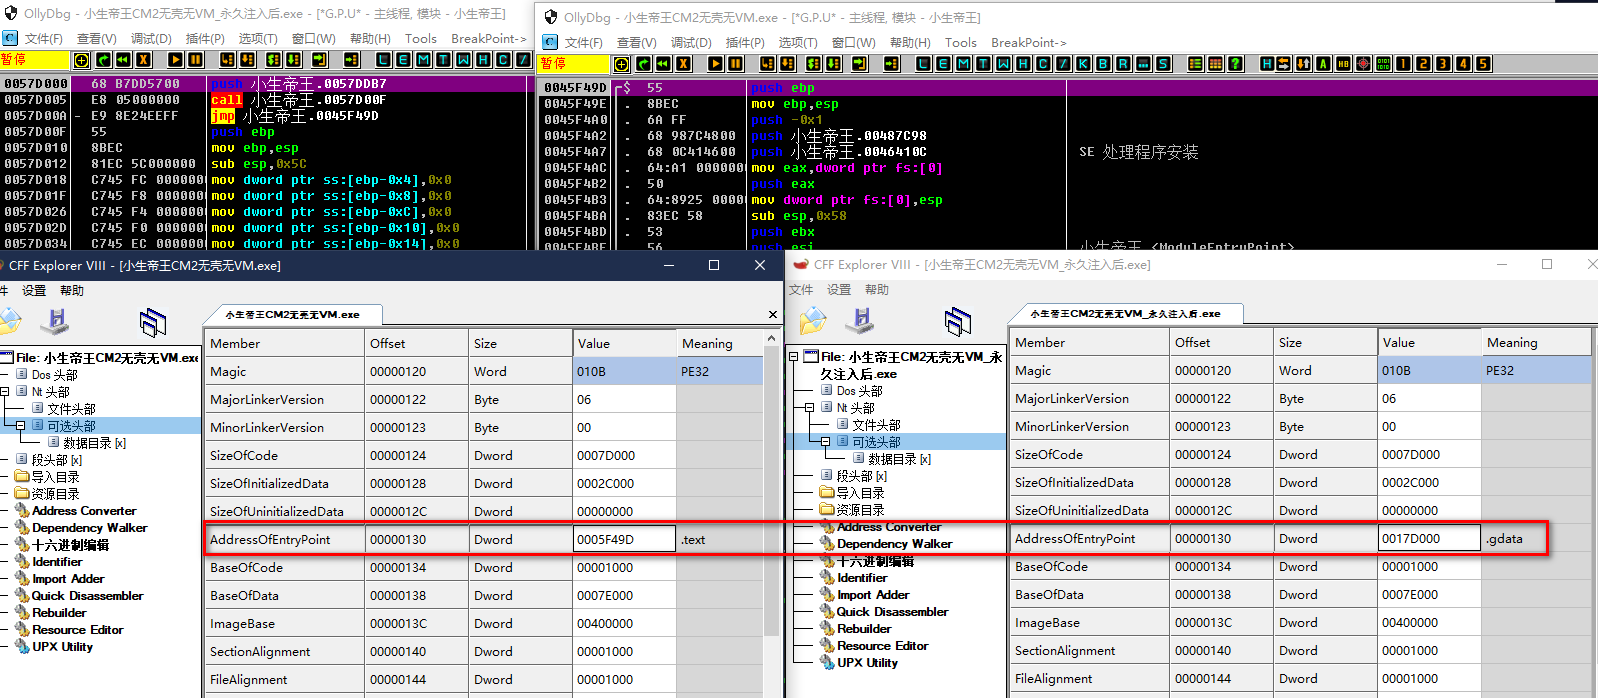 OllyDbg - 小生帝王CM2无壳无VM_永久注入后.exe - [*G.P.U* - 主线程, 模块 - 小生帝王]
文件(F) 查看(V) 调试(D) 插件(P) 选项(T) 窗口(W) 帮助(H) Tools BreakPoint->
暂停
L E M T W H C /
0057D000 68 B7DD5700 push 小生帝王.0057DDB7
0057D005 E8 05000000 call 小生帝王.0057D00F
0057D00A - E9 8E24EEFF jmp 小生帝王.0045F49D
0057D00F 55 push ebp
0057D010 8BEC mov ebp,esp
0057D012 81EC 5C000000 sub esp,0x5C
0057D018 C745 FC 0000000 mov dword ptr ss:[ebp-0x4],0x0
0057D01F C745 F8 0000000 mov dword ptr ss:[ebp-0x8],0x0
0057D026 C745 F4 0000000 mov dword ptr ss:[ebp-0xC],0x0
0057D02D C745 F0 0000000 mov dword ptr ss:[ebp-0x10],0x0
0057D034 C745 EC 0000000 mov dword ptr ss:[ebp-0x14],0x0
OllyDbg - 小生帝王CM2无壳无VM.exe - [*G.P.U* - 主线程, 模块 - 小生帝王]
文件(F) 查看(V) 调试(D) 插件(P) 选项(T) 窗口(W) 帮助(H) Tools BreakPoint->
暂停
L E M T W H C / K B R ... S
0045F49D $ 55 push ebp
0045F49E . 8BEC mov ebp,esp
0045F4A0 . 6A FF push -0x1
0045F4A2 . 68 987C4800 push 小生帝王.00487C98
0045F4A7 . 68 0C414600 push 小生帝王.0046410C SE 处理程序安装
0045F4AC . 64:A1 0000000 mov eax,dword ptr fs:[0]
0045F4B2 . 50 push eax
0045F4B3 . 64:8925 00000 mov dword ptr fs:[0],esp
0045F4BA . 83EC 58 sub esp,0x58
0045F4BD . 53 push ebx
0045F4BE . 56 push esi 小生帝王.<ModuleEntryPoint>
CFF Explorer VIII - [小生帝王CM2无壳无VM.exe]
件 设置 帮助
小生帝王CM2无壳无VM.exe
File: 小生帝王CM2无壳无VM.exe
Dos 头部
Nt 头部
文件头部
可选头部
数据目录 [x]
段头部 [x]
导入目录
资源目录
Address Converter
Dependency Walker
十六进制编辑
Identifier
Import Adder
Quick Disassembler
Rebuilder
Resource Editor
UPX Utility
Member Offset Size Value Meaning
Magic 00000120 Word 010B PE32
MajorLinkerVersion 00000122 Byte 06
MinorLinkerVersion 00000123 Byte 00
SizeOfCode 00000124 Dword 0007D000
SizeOfInitializedData 00000128 Dword 0002C000
SizeOfUninitializedData 0000012C Dword 00000000
AddressOfEntryPoint 00000130 Dword 0005F49D .text
BaseOfCode 00000134 Dword 00001000
BaseOfData 00000138 Dword 0007E000
ImageBase 0000013C Dword 00400000
SectionAlignment 00000140 Dword 00001000
FileAlignment 00000144 Dword 00001000
CFF Explorer VIII - [小生帝王CM2无壳无VM_永久注入后.exe]
文件 设置 帮助
小生帝王CM2无壳无VM_永久注入后.exe
File: 小生帝王CM2无壳无VM_永
久注入后.exe
Dos 头部
Nt 头部
文件头部
可选头部
数据目录 [x]
段头部 [x]
导入目录
资源目录
Address Converter
Dependency Walker
十六进制编辑
Identifier
Import Adder
Quick Disassembler
Rebuilder
Resource Editor
UPX Utility
Member Offset Size Value Meaning
Magic 00000120 Word 010B PE32
MajorLinkerVersion 00000122 Byte 06
MinorLinkerVersion 00000123 Byte 00
SizeOfCode 00000124 Dword 0007D000
SizeOfInitializedData 00000128 Dword 0002C000
SizeOfUninitializedData 0000012C Dword 00000000
AddressOfEntryPoint 00000130 Dword 0017D000 .gdata
BaseOfCode 00000134 Dword 00001000
BaseOfData 00000138 Dword 0007E000
ImageBase 0000013C Dword 00400000
SectionAlignment 00000140 Dword 00001000
FileAlignment 00000144 Dword 00001000